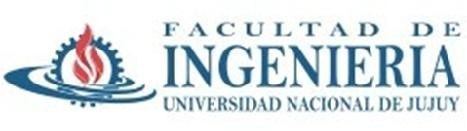 FACULTAD DE
INGENIERIA
UNIVERSIDAD NACIONAL DE JUJUY